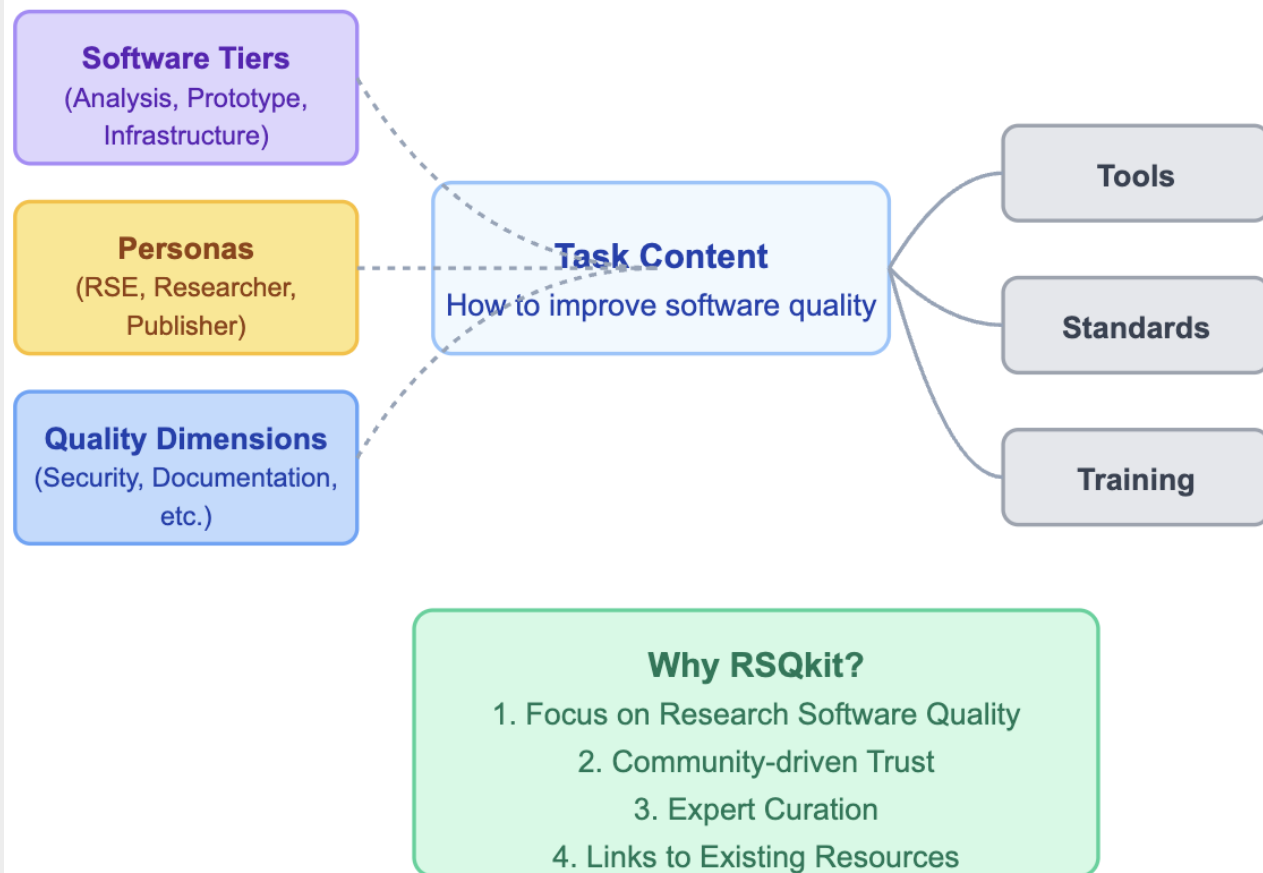 Software Tiers
(Analysis, Prototype,
Infrastructure)
Personas
(RSE, Researcher,
Publisher)
Quality Dimensions
(Security, Documentation,
etc.)
Task Content
How to improve software quality
Tools
Standards
Training
Why RSQkit?
1. Focus on Research Software Quality
2. Community-driven Trust
3. Expert Curation
4. Links to Existing Resources